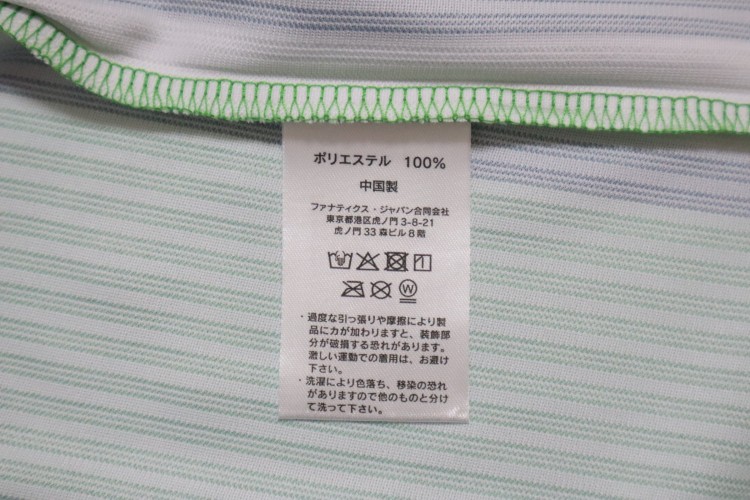 ポリエステル 100%
中国製
ファナティクス・ジャパン合同会社
東京都港区虎ノ門 3-8-21
虎ノ門 33 森ビル 8 階
W
・過度な引っ張りや摩擦により製
品に力が加わりますと、装飾部
分が破損する恐れがあります。
激しい運動での着用は、お避け
下さい。
・洗濯により色落ち、移染の恐れ
がありますので他のものと分け
て洗って下さい。